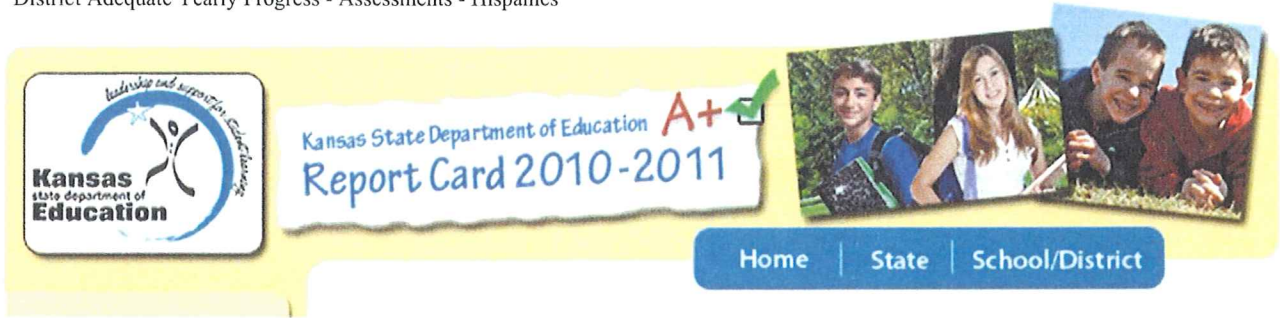 District Adequate Yearly Progress - Assessments - Hispanics
leadership and support for student learning
Kansas
state department of
Education
Kansas State Department of Education A+
Report Card 2010-2011
Home | State | School/District